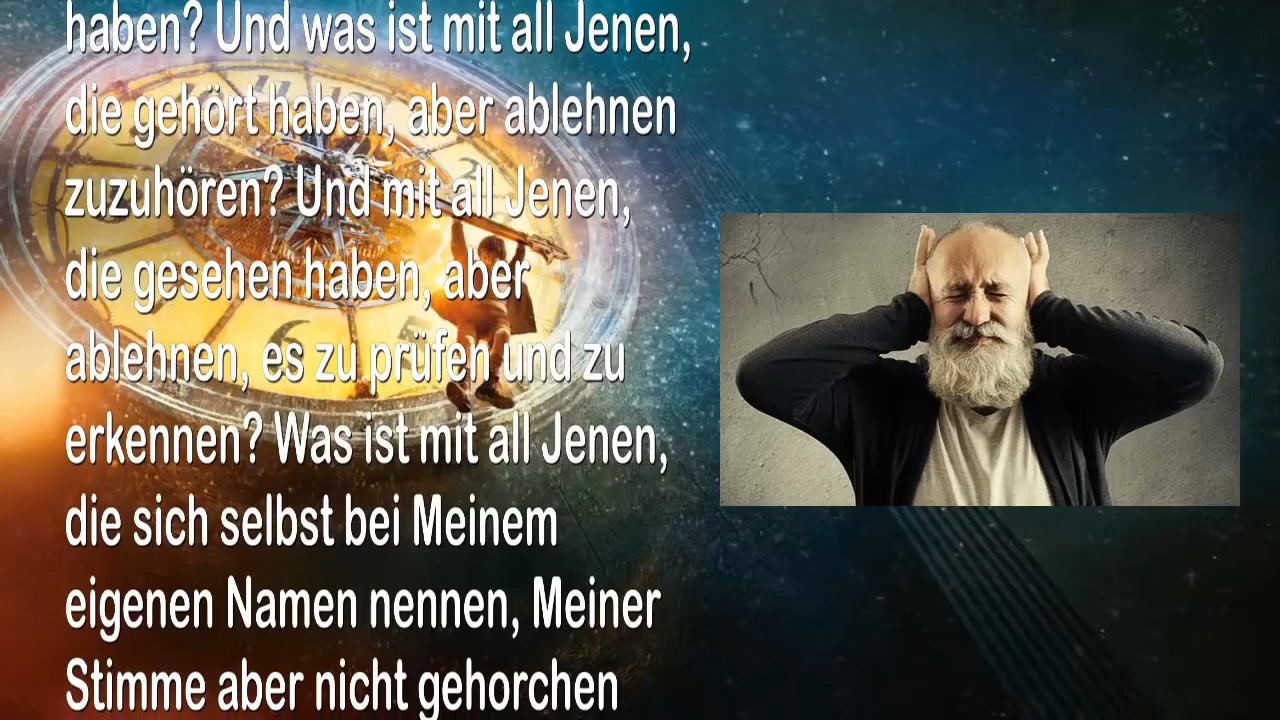 haben? Und was ist mit all Jenen,
die gehört haben, aber ablehnen
zuzuhören? Und mit all Jenen,
die gesehen haben, aber
ablehnen, es zu prüfen und zu
erkennen? Was ist mit all Jenen,
die sich selbst bei Meinem
eigenen Namen nennen, Meiner
Stimme aber nicht gehorchen